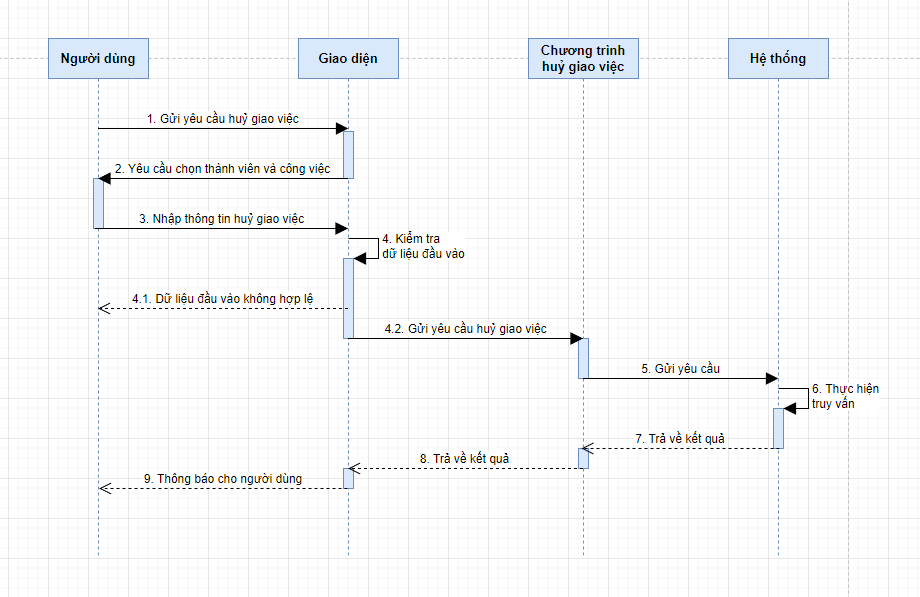 Người dùng
Giao diện
Chương trình
huỷ giao việc
Hệ thống
1. Gửi yêu cầu huỷ giao việc
2. Yêu cầu chọn thành viên và công việc
3. Nhập thông tin huỷ giao việc
4. Kiểm tra
dữ liệu đầu vào
4.1. Dữ liệu đầu vào không hợp lệ
4.2. Gửi yêu cầu huỷ giao việc
5. Gửi yêu cầu
6. Thực hiện
truy vấn
7. Trả về kết quả
8. Trả về kết quả
9. Thông báo cho người dùng